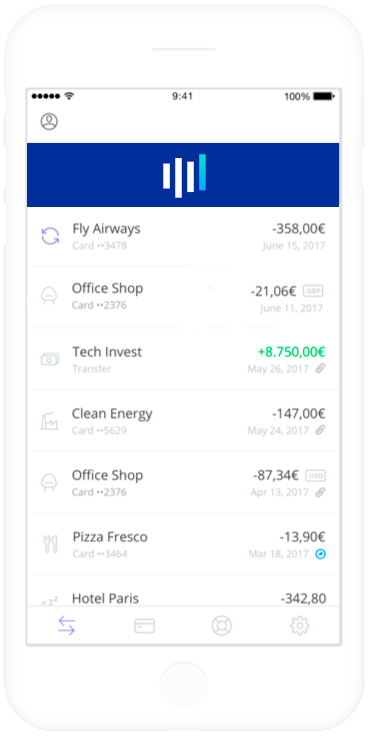 9:41
100%
Fly Airways -358,00€
Card ••3478 June 15, 2017
Office Shop -21,06€ GBP
Card ••2376 June 11, 2017
Tech Invest +8.750,00€
Transfer May 26, 2017
Clean Energy -147,00€
Card ••5629 May 24, 2017
Office Shop -87,34€ USD
Card ••2376 Apr 13, 2017
Pizza Fresco -13,90€
Card ••3464 Mar 18, 2017
zz
Hotel Paris -342,80